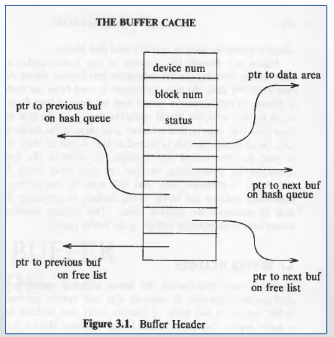 THE BUFFER CACHE
device num
ptr to data area
block num
ptr to previous buf
on hash queue
status
ptr to next buf
on hash queue
ptr to previous buf
on free list
ptr to next buf
on free list
Figure 3.1. Buffer Header